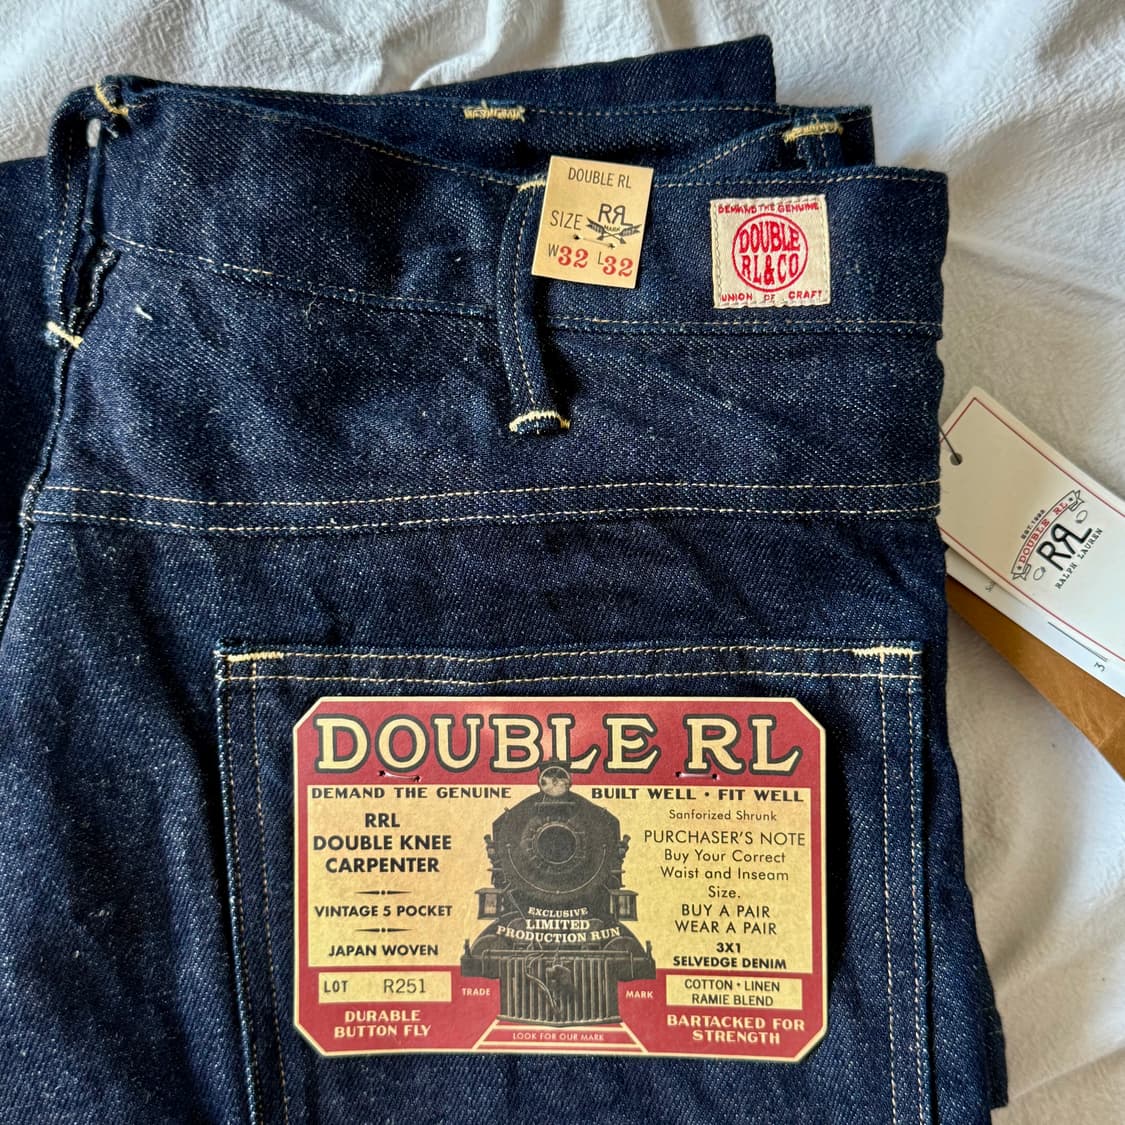 DOUBLE RL
SIZE
RRL
MARK
W32 L32
DEMAND THE GENUINE
DOUBLE
RL&CO
UNION OF CRAFT
EST. 1993
DOUBLE RL
RRL
RALPH LAUREN
DOUBLE RL
DEMAND THE GENUINE
BUILT WELL • FIT WELL
RRL
DOUBLE KNEE
CARPENTER
VINTAGE 5 POCKET
JAPAN WOVEN
LOT R251
DURABLE
BUTTON FLY
EXCLUSIVE
LIMITED
PRODUCTION RUN
TRADE MARK
LOOK FOR OUR MARK
Sanforized Shrunk
PURCHASER'S NOTE
Buy Your Correct
Waist and Inseam
Size.
BUY A PAIR
WEAR A PAIR
3X1
SELVEDGE DENIM
COTTON • LINEN
RAMIE BLEND
BARTACKED FOR
STRENGTH